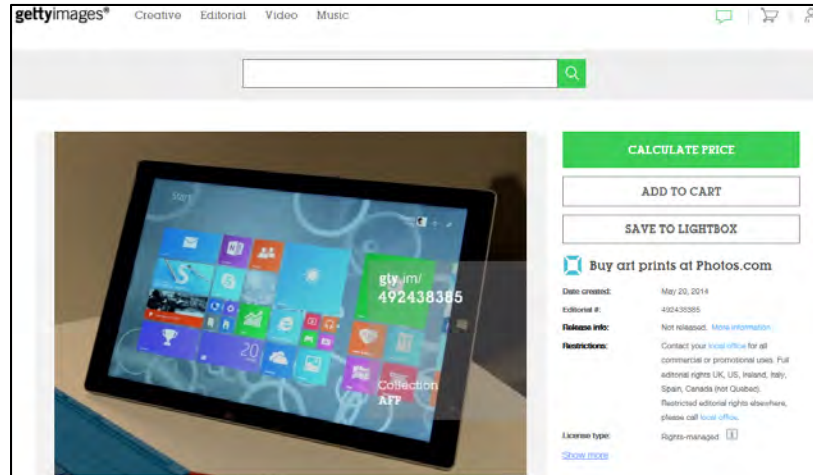 gettyimages®
Creative Editorial Video Music
CALCULATE PRICE
Start
ADD TO CART
SAVE TO LIGHTBOX
gty.im/
492438385
Buy art prints at Photos.com
Date created: May 20, 2014
Editorial #: 492438385
Release info: Not released. More information
Restrictions: Contact your local office for all
commercial or promotional uses. Full
editorial rights UK, US, Ireland, Italy,
Spain, Canada (not Quebec).
Restricted editorial rights elsewhere,
please call local office.
20
Collection
AFP
License type: Rights-managed
Show more